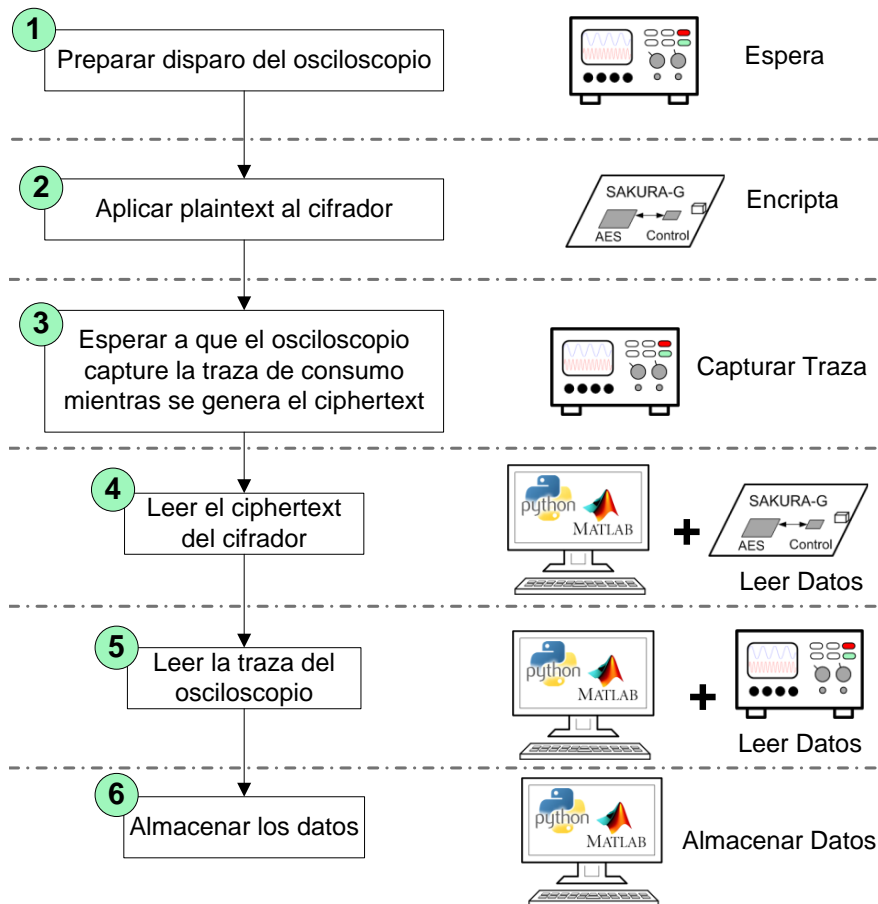 1
Preparar disparo del osciloscopio
Espera
2
Aplicar plaintext al cifrador
SAKURA-G
AES Control
Encripta
3
Esperar a que el osciloscopio
capture la traza de consumo
mientras se genera el ciphertext
Capturar Traza
4
Leer el ciphertext
del cifrador
python
MATLAB
+
SAKURA-G
AES Control
Leer Datos
5
Leer la traza del
osciloscopio
python
MATLAB
+
Leer Datos
6
Almacenar los datos
python
MATLAB
Almacenar Datos